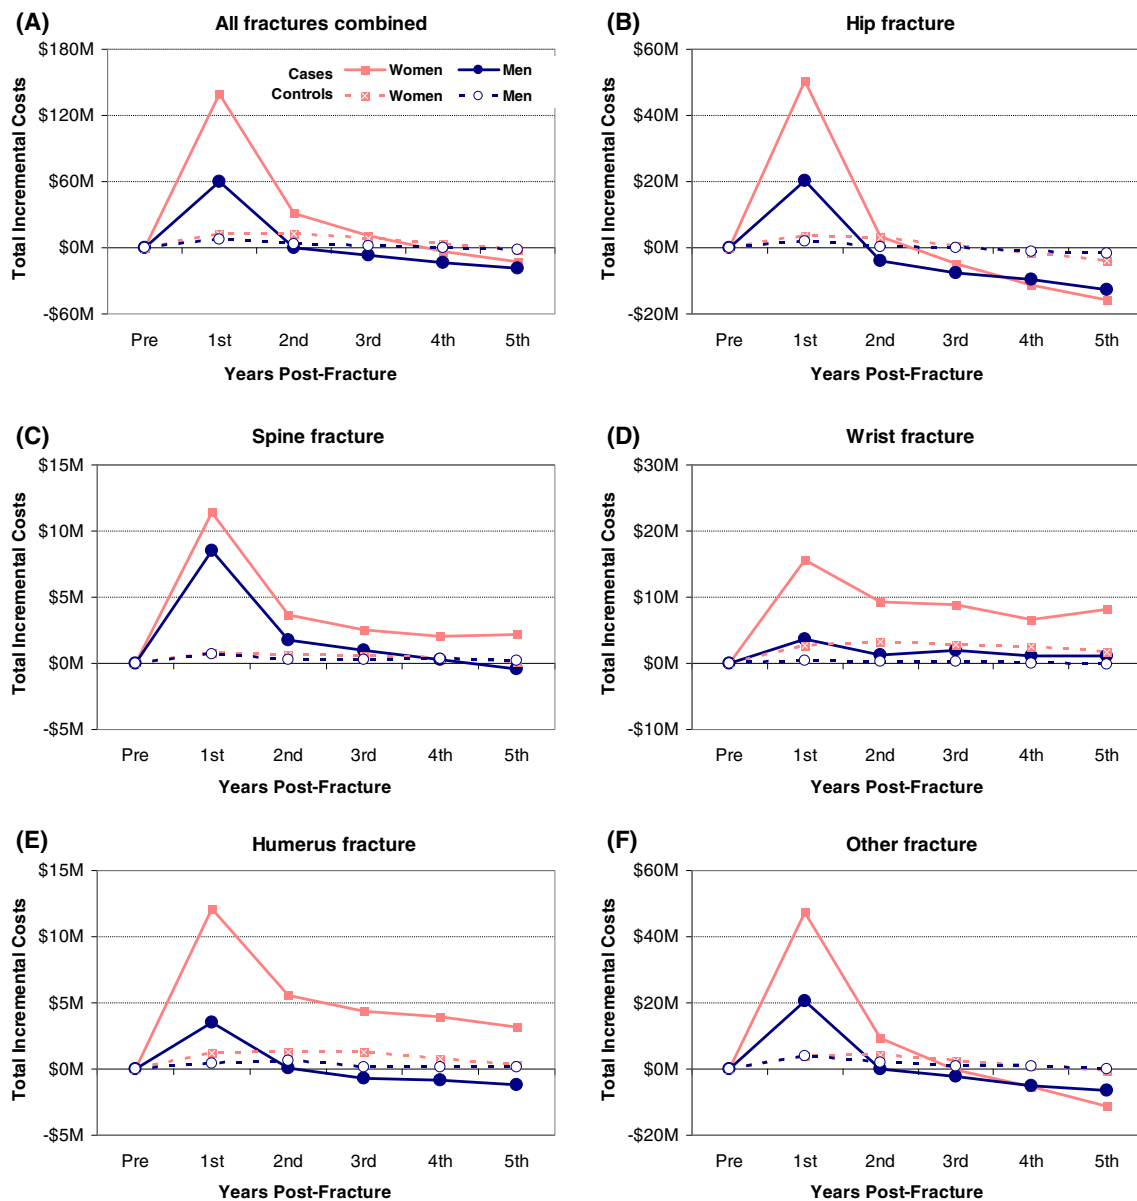 (A)
All fractures combined
$180M
$120M
$60M
$0M
-$60M
Total Incremental Costs
Cases Women Men
Controls Women Men
Pre 1st 2nd 3rd 4th 5th
Years Post-Fracture
(B)
Hip fracture
$60M
$40M
$20M
$0M
-$20M
Total Incremental Costs
Pre 1st 2nd 3rd 4th 5th
Years Post-Fracture
(C)
Spine fracture
$15M
$10M
$5M
$0M
-$5M
Total Incremental Costs
Pre 1st 2nd 3rd 4th 5th
Years Post-Fracture
(D)
Wrist fracture
$30M
$20M
$10M
$0M
-$10M
Total Incremental Costs
Pre 1st 2nd 3rd 4th 5th
Years Post-Fracture
(E)
Humerus fracture
$15M
$10M
$5M
$0M
-$5M
Total Incremental Costs
Pre 1st 2nd 3rd 4th 5th
Years Post-Fracture
(F)
Other fracture
$60M
$40M
$20M
$0M
-$20M
Total Incremental Costs
Pre 1st 2nd 3rd 4th 5th
Years Post-Fracture